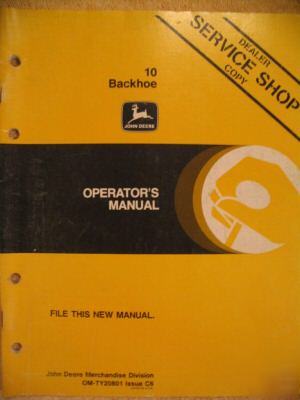 10
Backhoe
DEALER
SERVICE SHOP
COPY
JOHN DEERE
OPERATOR'S
MANUAL
FILE THIS NEW MANUAL.
John Deere Merchandise Division
OM-TY20801 Issue C6